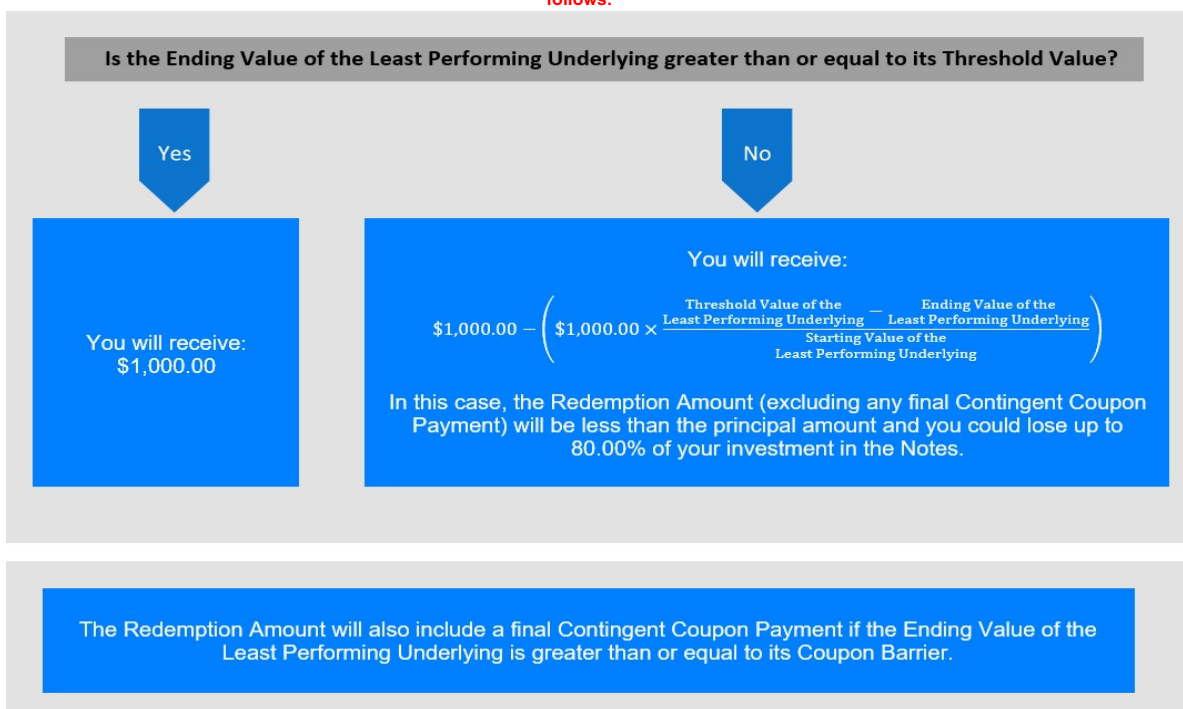 follows:
Is the Ending Value of the Least Performing Underlying greater than or equal to its Threshold Value?
Yes
No
You will receive:
$1,000.00
You will receive:
$1,000.00 − ($1,000.00 × (Threshold Value of the Least Performing Underlying − Ending Value of the Least Performing Underlying) / Starting Value of the Least Performing Underlying)
In this case, the Redemption Amount (excluding any final Contingent Coupon
Payment) will be less than the principal amount and you could lose up to
80.00% of your investment in the Notes.
The Redemption Amount will also include a final Contingent Coupon Payment if the Ending Value of the
Least Performing Underlying is greater than or equal to its Coupon Barrier.